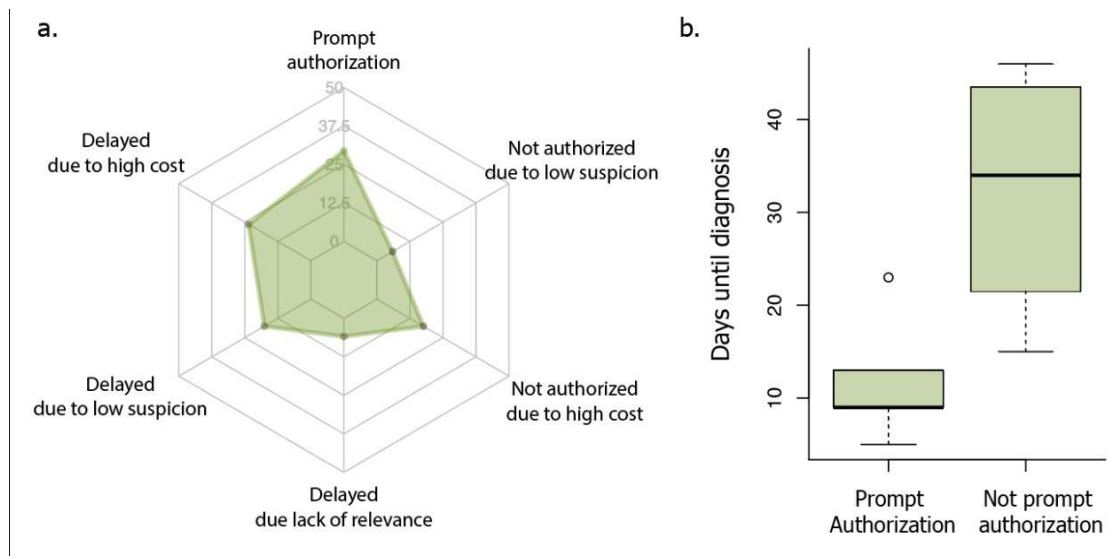 a.
Prompt
authorization
50
37.5
25
12.5
0
Delayed
due to high cost
Not authorized
due to low suspicion
Delayed
due to low suspicion
Not authorized
due to high cost
Delayed
due lack of relevance
b.
Days until diagnosis
40
30
20
10
Prompt
Authorization
Not prompt
authorization